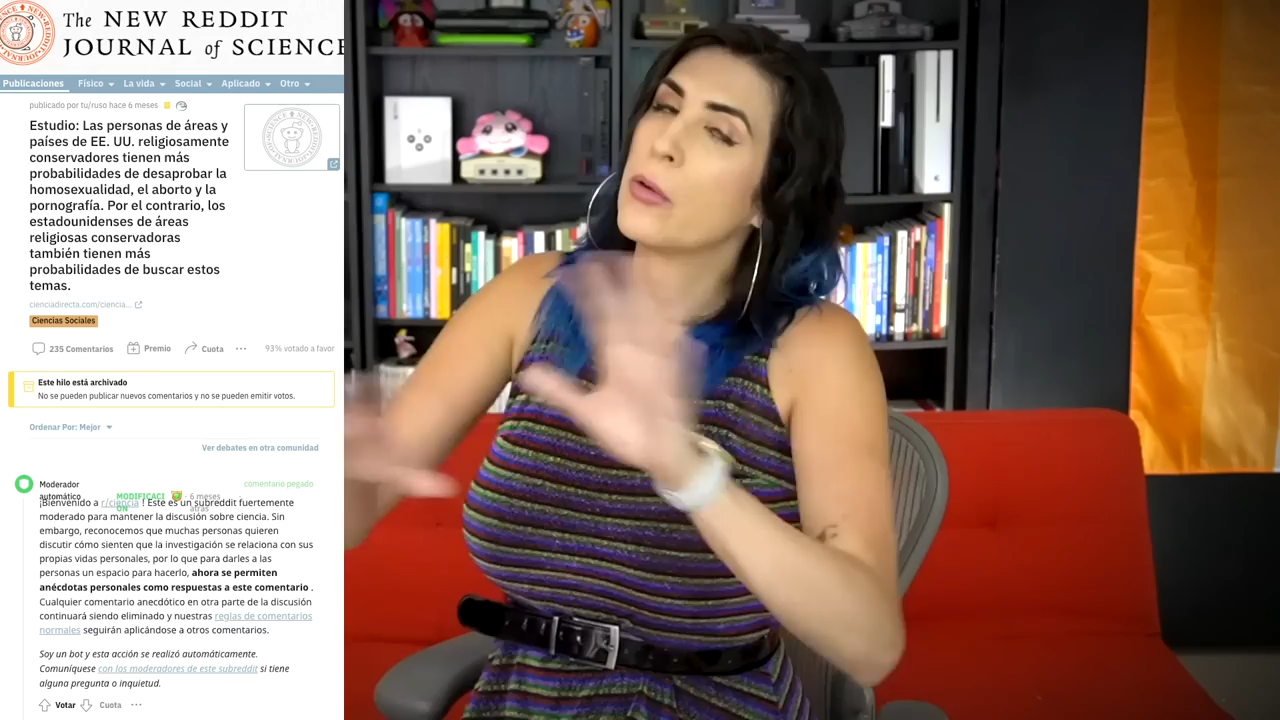 The NEW REDDIT
JOURNAL of SCIENCE
Publicaciones Físico La vida Social Aplicado Otro
publicado por tu/ruso hace 6 meses
Estudio: Las personas de áreas y
países de EE. UU. religiosamente
conservadores tienen más
probabilidades de desaprobar la
homosexualidad, el aborto y la
pornografía. Por el contrario, los
estadounidenses de áreas
religiosas conservadoras
también tienen más
probabilidades de buscar estos
temas.
cienciadirecta.com/ciencia...
Ciencias Sociales
235 Comentarios Premio Cuota ··· 93% votado a favor
Este hilo está archivado
No se pueden publicar nuevos comentarios y no se pueden emitir votos.
Ordenar Por: Mejor
Ver debates en otra comunidad
Moderador comentario pegado
automático MODIFICACI · 6 meses
ON atrás
¡Bienvenido a r/ciencia ! Este es un subreddit fuertemente
moderado para mantener la discusión sobre ciencia. Sin
embargo, reconocemos que muchas personas quieren
discutir cómo sienten que la investigación se relaciona con sus
propias vidas personales, por lo que para darles a las
personas un espacio para hacerlo, ahora se permiten
anécdotas personales como respuestas a este comentario .
Cualquier comentario anecdótico en otra parte de la discusión
continuará siendo eliminado y nuestras reglas de comentarios
normales seguirán aplicándose a otros comentarios.
Soy un bot y esta acción se realizó automáticamente.
Comuníquese con los moderadores de este subreddit si tiene
alguna pregunta o inquietud.
Votar Cuota ···